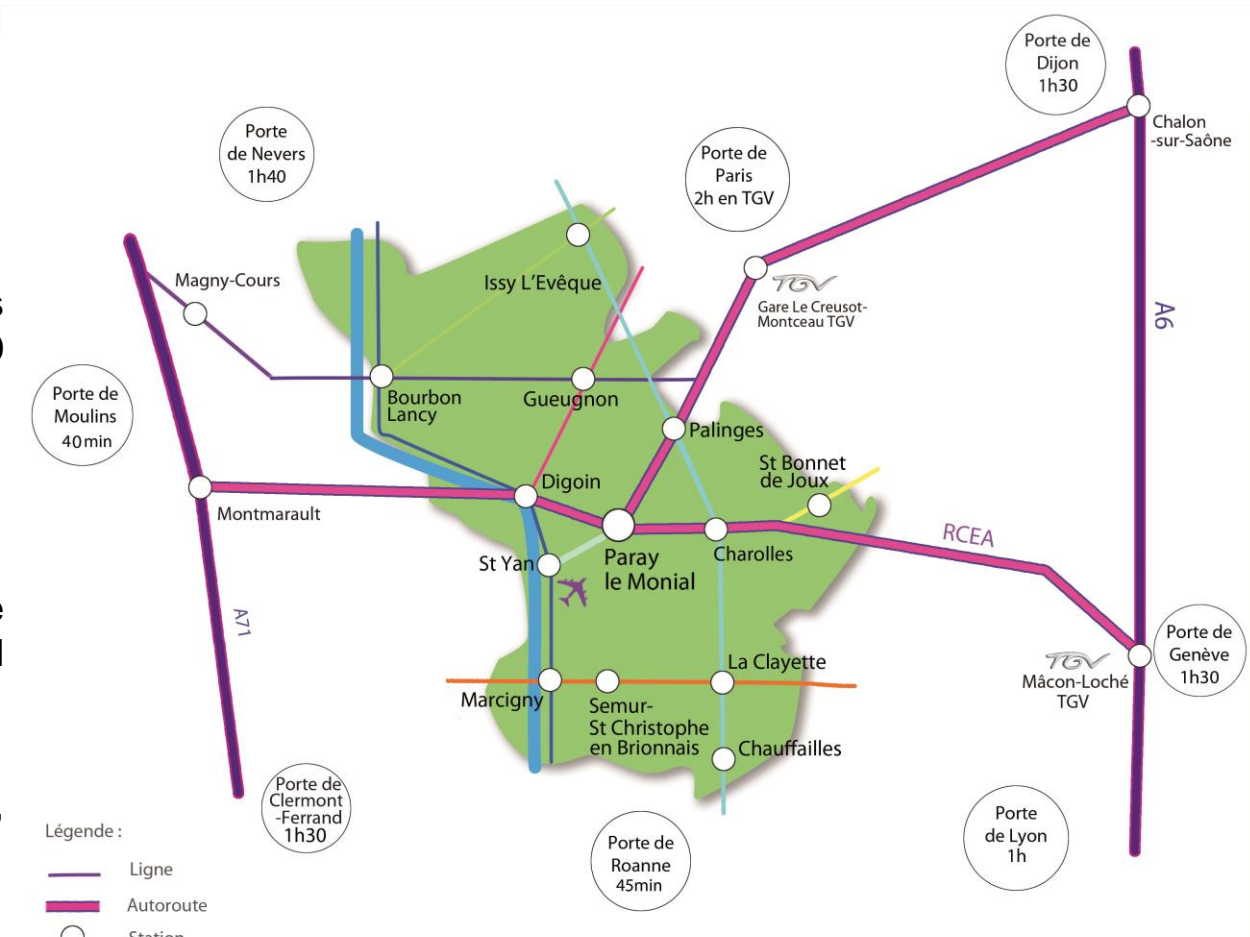 Porte de
Dijon
1h30
Chalon
-sur-Saône
Porte
de Nevers
1h40
Porte de
Paris
2h en TGV
Issy L'Evêque
Magny-Cours
TGV
Gare Le Creusot-
Montceau TGV
A6
Porte de
Moulins
40min
Bourbon
Lancy
Gueugnon
Palinges
St Bonnet
de Joux
Digoin
Montmarault
RCEA
Charolles
Paray
le Monial
St Yan
A71
Porte de
Genève
1h30
TGV
Mâcon-Loché
TGV
La Clayette
Marcigny
Semur-
St Christophe
en Brionnais
Chauffailles
Porte de
Clermont
-Ferrand
1h30
Porte de
Roanne
45min
Porte
de Lyon
1h
Légende :
Ligne
Autoroute
Station